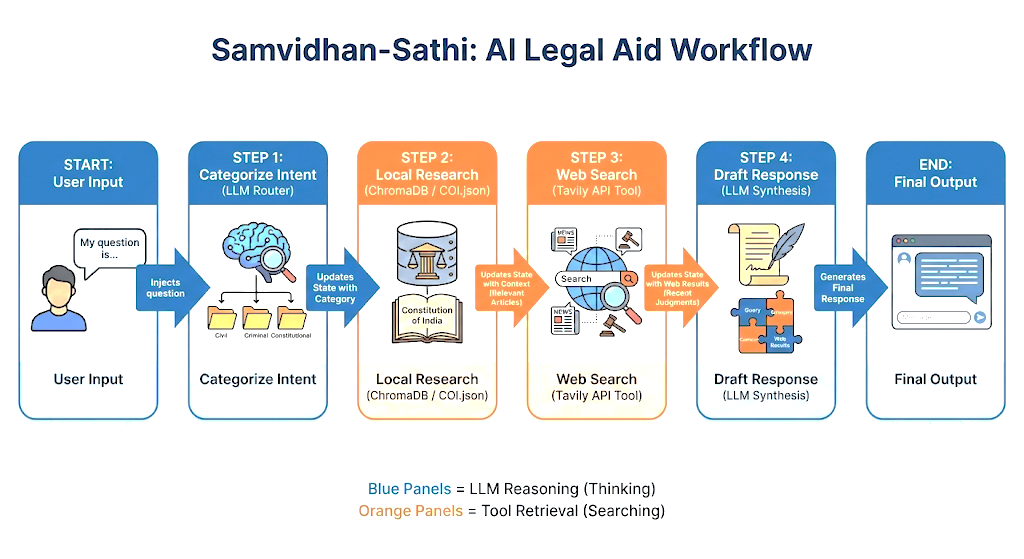 Samvidhan-Sathi: AI Legal Aid Workflow
START:
User Input
My question
is...
User Input
Injects
question
STEP 1:
Categorize Intent
(LLM Router)
Civil
Criminal
Constitutional
Categorize Intent
Updates
State with
Category
STEP 2:
Local Research
(ChromaDB / COI.json)
Constitution
of India
Local Research
(ChromaDB / COI.json)
Updates State
with Context
(Relevant
Articles)
STEP 3:
Web Search
(Tavily API Tool)
NEWS
Search
NEWS
Web Search
(Tavily API Tool)
Updates State
with Web Results
(Recent
Judgments)
STEP 4:
Draft Response
(LLM Synthesis)
Query
Category
Context
Web
Results
Draft Response
(LLM Synthesis)
Generates
Final
Response
END:
Final Output
Final Output
Blue Panels = LLM Reasoning (Thinking)
Orange Panels = Tool Retrieval (Searching)